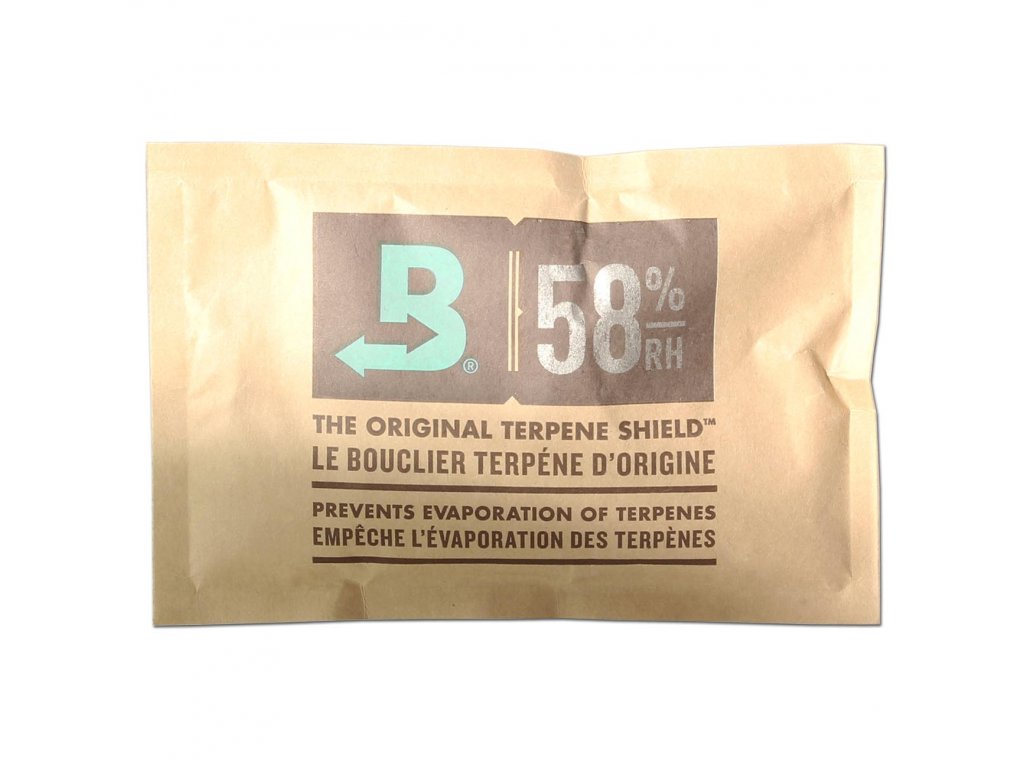 B®
58%
RH
THE ORIGINAL TERPENE SHIELD™
LE BOUCLIER TERPÉNE D'ORIGINE
PREVENTS EVAPORATION OF TERPENES
EMPÊCHE L'ÉVAPORATION DES TERPÈNES